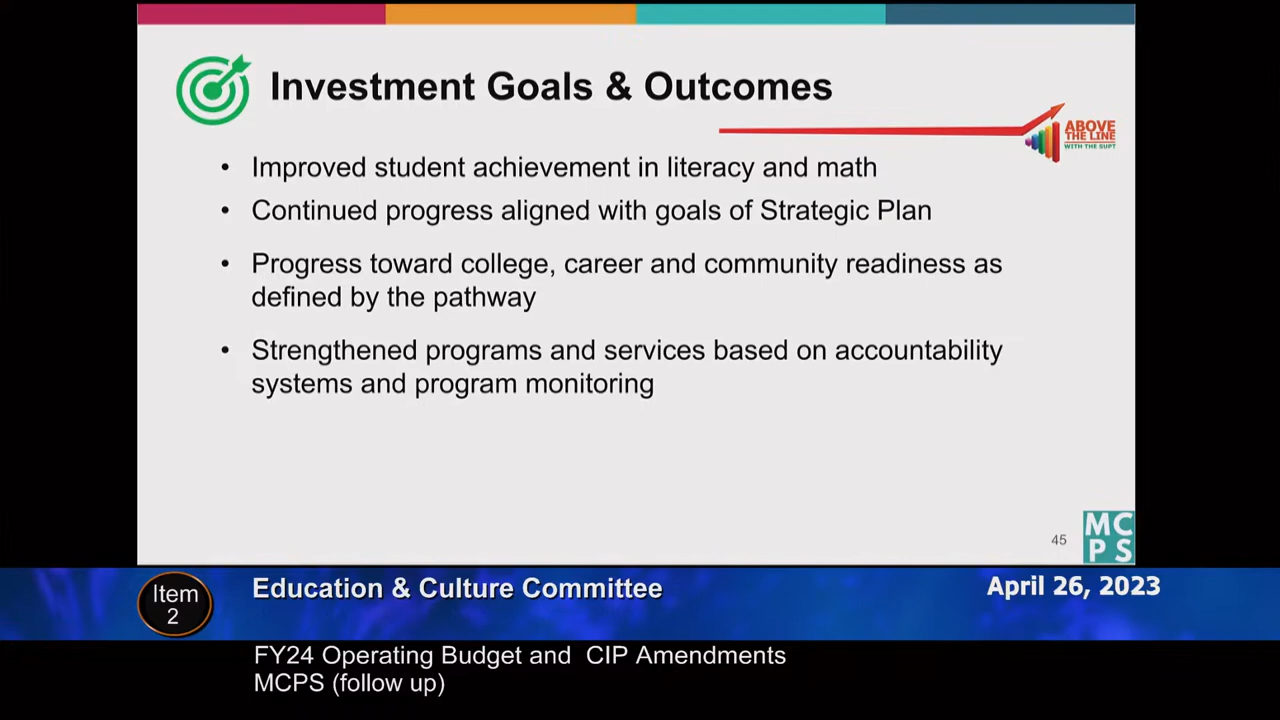 Investment Goals & Outcomes
ABOVE
THE LINE
WITH THE SUPT
• Improved student achievement in literacy and math
• Continued progress aligned with goals of Strategic Plan
• Progress toward college, career and community readiness as
defined by the pathway
• Strengthened programs and services based on accountability
systems and program monitoring
45
MC
PS
Item
2
Education & Culture Committee
April 26, 2023
FY24 Operating Budget and CIP Amendments
MCPS (follow up)